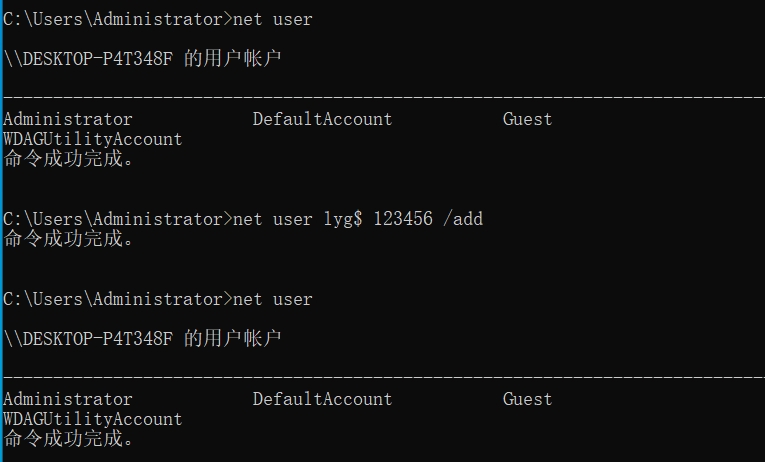 C:\Users\Administrator>net user
\\DESKTOP-P4T348F 的用户帐户
-------------------------------------------------------------------------------
Administrator            DefaultAccount           Guest
WDAGUtilityAccount
命令成功完成。
C:\Users\Administrator>net user lyg$ 123456 /add
命令成功完成。
C:\Users\Administrator>net user
\\DESKTOP-P4T348F 的用户帐户
-------------------------------------------------------------------------------
Administrator            DefaultAccount           Guest
WDAGUtilityAccount
命令成功完成。